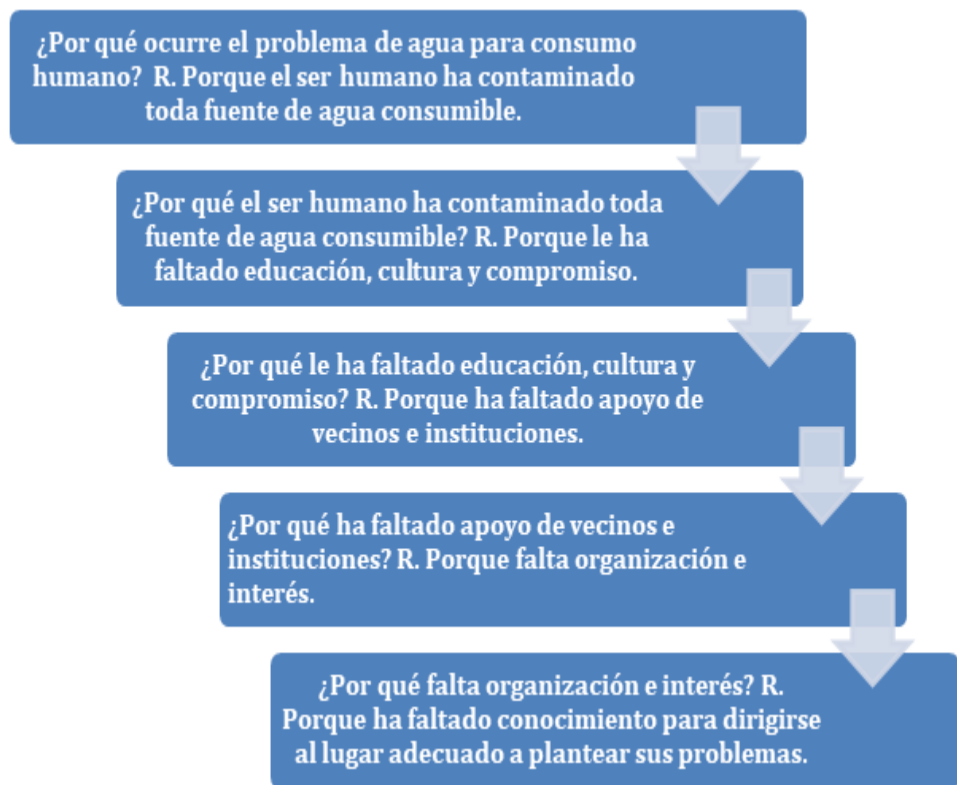 ¿Por qué ocurre el problema de agua para consumo
humano? R. Porque el ser humano ha contaminado
toda fuente de agua consumible.
¿Por qué el ser humano ha contaminado toda
fuente de agua consumible? R. Porque le ha
faltado educación, cultura y compromiso.
¿Por qué le ha faltado educación, cultura y
compromiso? R. Porque ha faltado apoyo de
vecinos e instituciones.
¿Por qué ha faltado apoyo de vecinos e
instituciones? R. Porque falta organización e
interés.
¿Por qué falta organización e interés? R.
Porque ha faltado conocimiento para dirigirse
al lugar adecuado a plantear sus problemas.